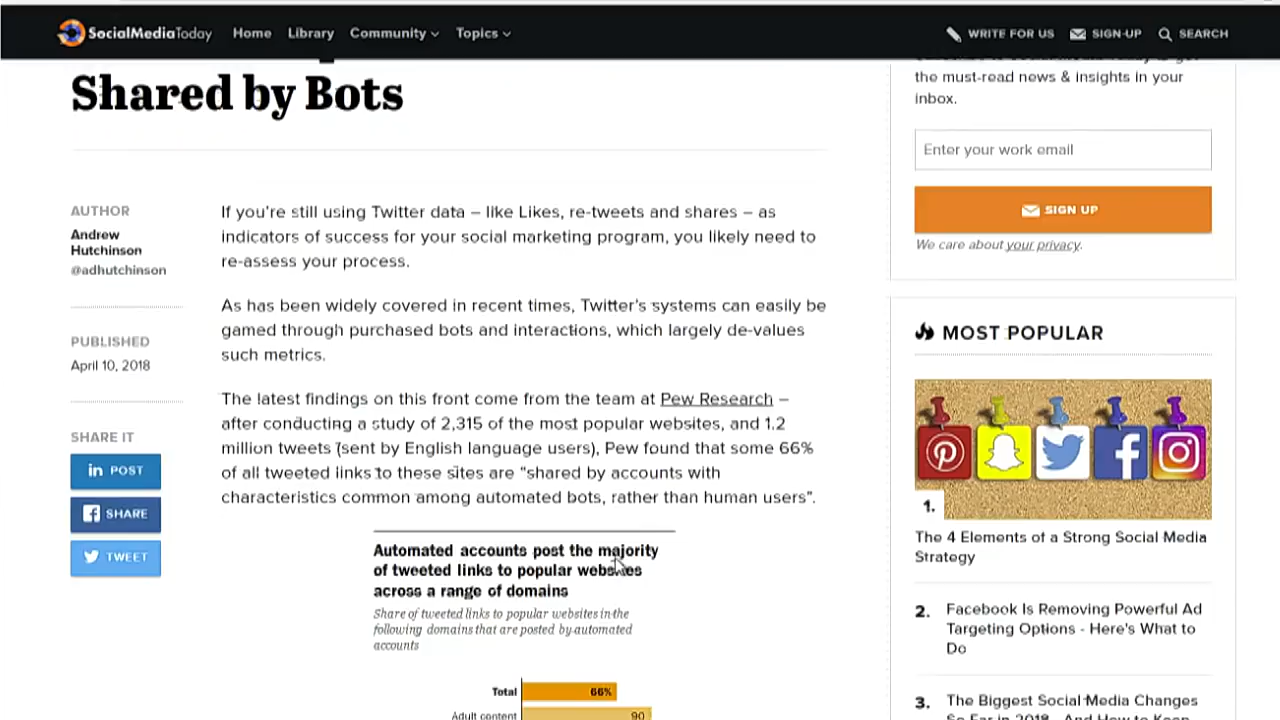 SocialMediaToday Home Library Community Topics WRITE FOR US SIGN-UP SEARCH
Shared by Bots
AUTHOR
Andrew
Hutchinson
@adhutchinson
PUBLISHED
April 10, 2018
SHARE IT
in POST
SHARE
TWEET
If you're still using Twitter data – like Likes, re-tweets and shares – as
indicators of success for your social marketing program, you likely need to
re-assess your process.
As has been widely covered in recent times, Twitter's systems can easily be
gamed through purchased bots and interactions, which largely de-values
such metrics.
The latest findings on this front come from the team at Pew Research –
after conducting a study of 2,315 of the most popular websites, and 1.2
million tweets (sent by English language users), Pew found that some 66%
of all tweeted links to these sites are "shared by accounts with
characteristics common among automated bots, rather than human users".
Automated accounts post the majority
of tweeted links to popular websites
across a range of domains
Share of tweeted links to popular websites in the
following domains that are posted by automated
accounts
Total 66%
Adult content 90
the must-read news & insights in your
inbox.
Enter your work email
SIGN UP
We care about your privacy.
MOST POPULAR
1.
The 4 Elements of a Strong Social Media
Strategy
2. Facebook Is Removing Powerful Ad
Targeting Options - Here's What to
Do
3. The Biggest Social Media Changes
So Far in 2018 - And How to Keep